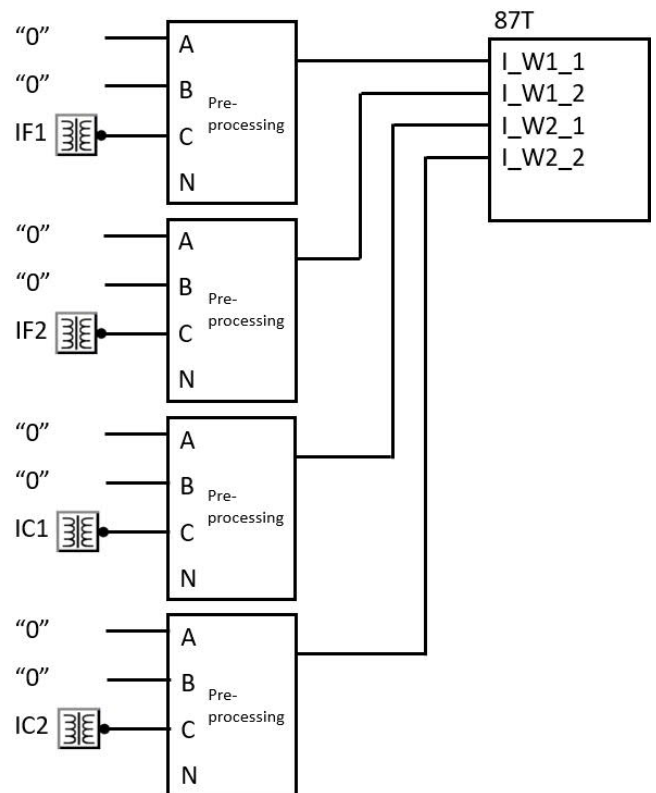 87T
I_W1_1
I_W1_2
I_W2_1
I_W2_2
“0”
A
“0”
B
Pre-
processing
IF1
C
N
“0”
A
“0”
B
Pre-
processing
IF2
C
N
“0”
A
“0”
B
Pre-
processing
IC1
C
N
“0”
A
“0”
B
Pre-
processing
IC2
C
N